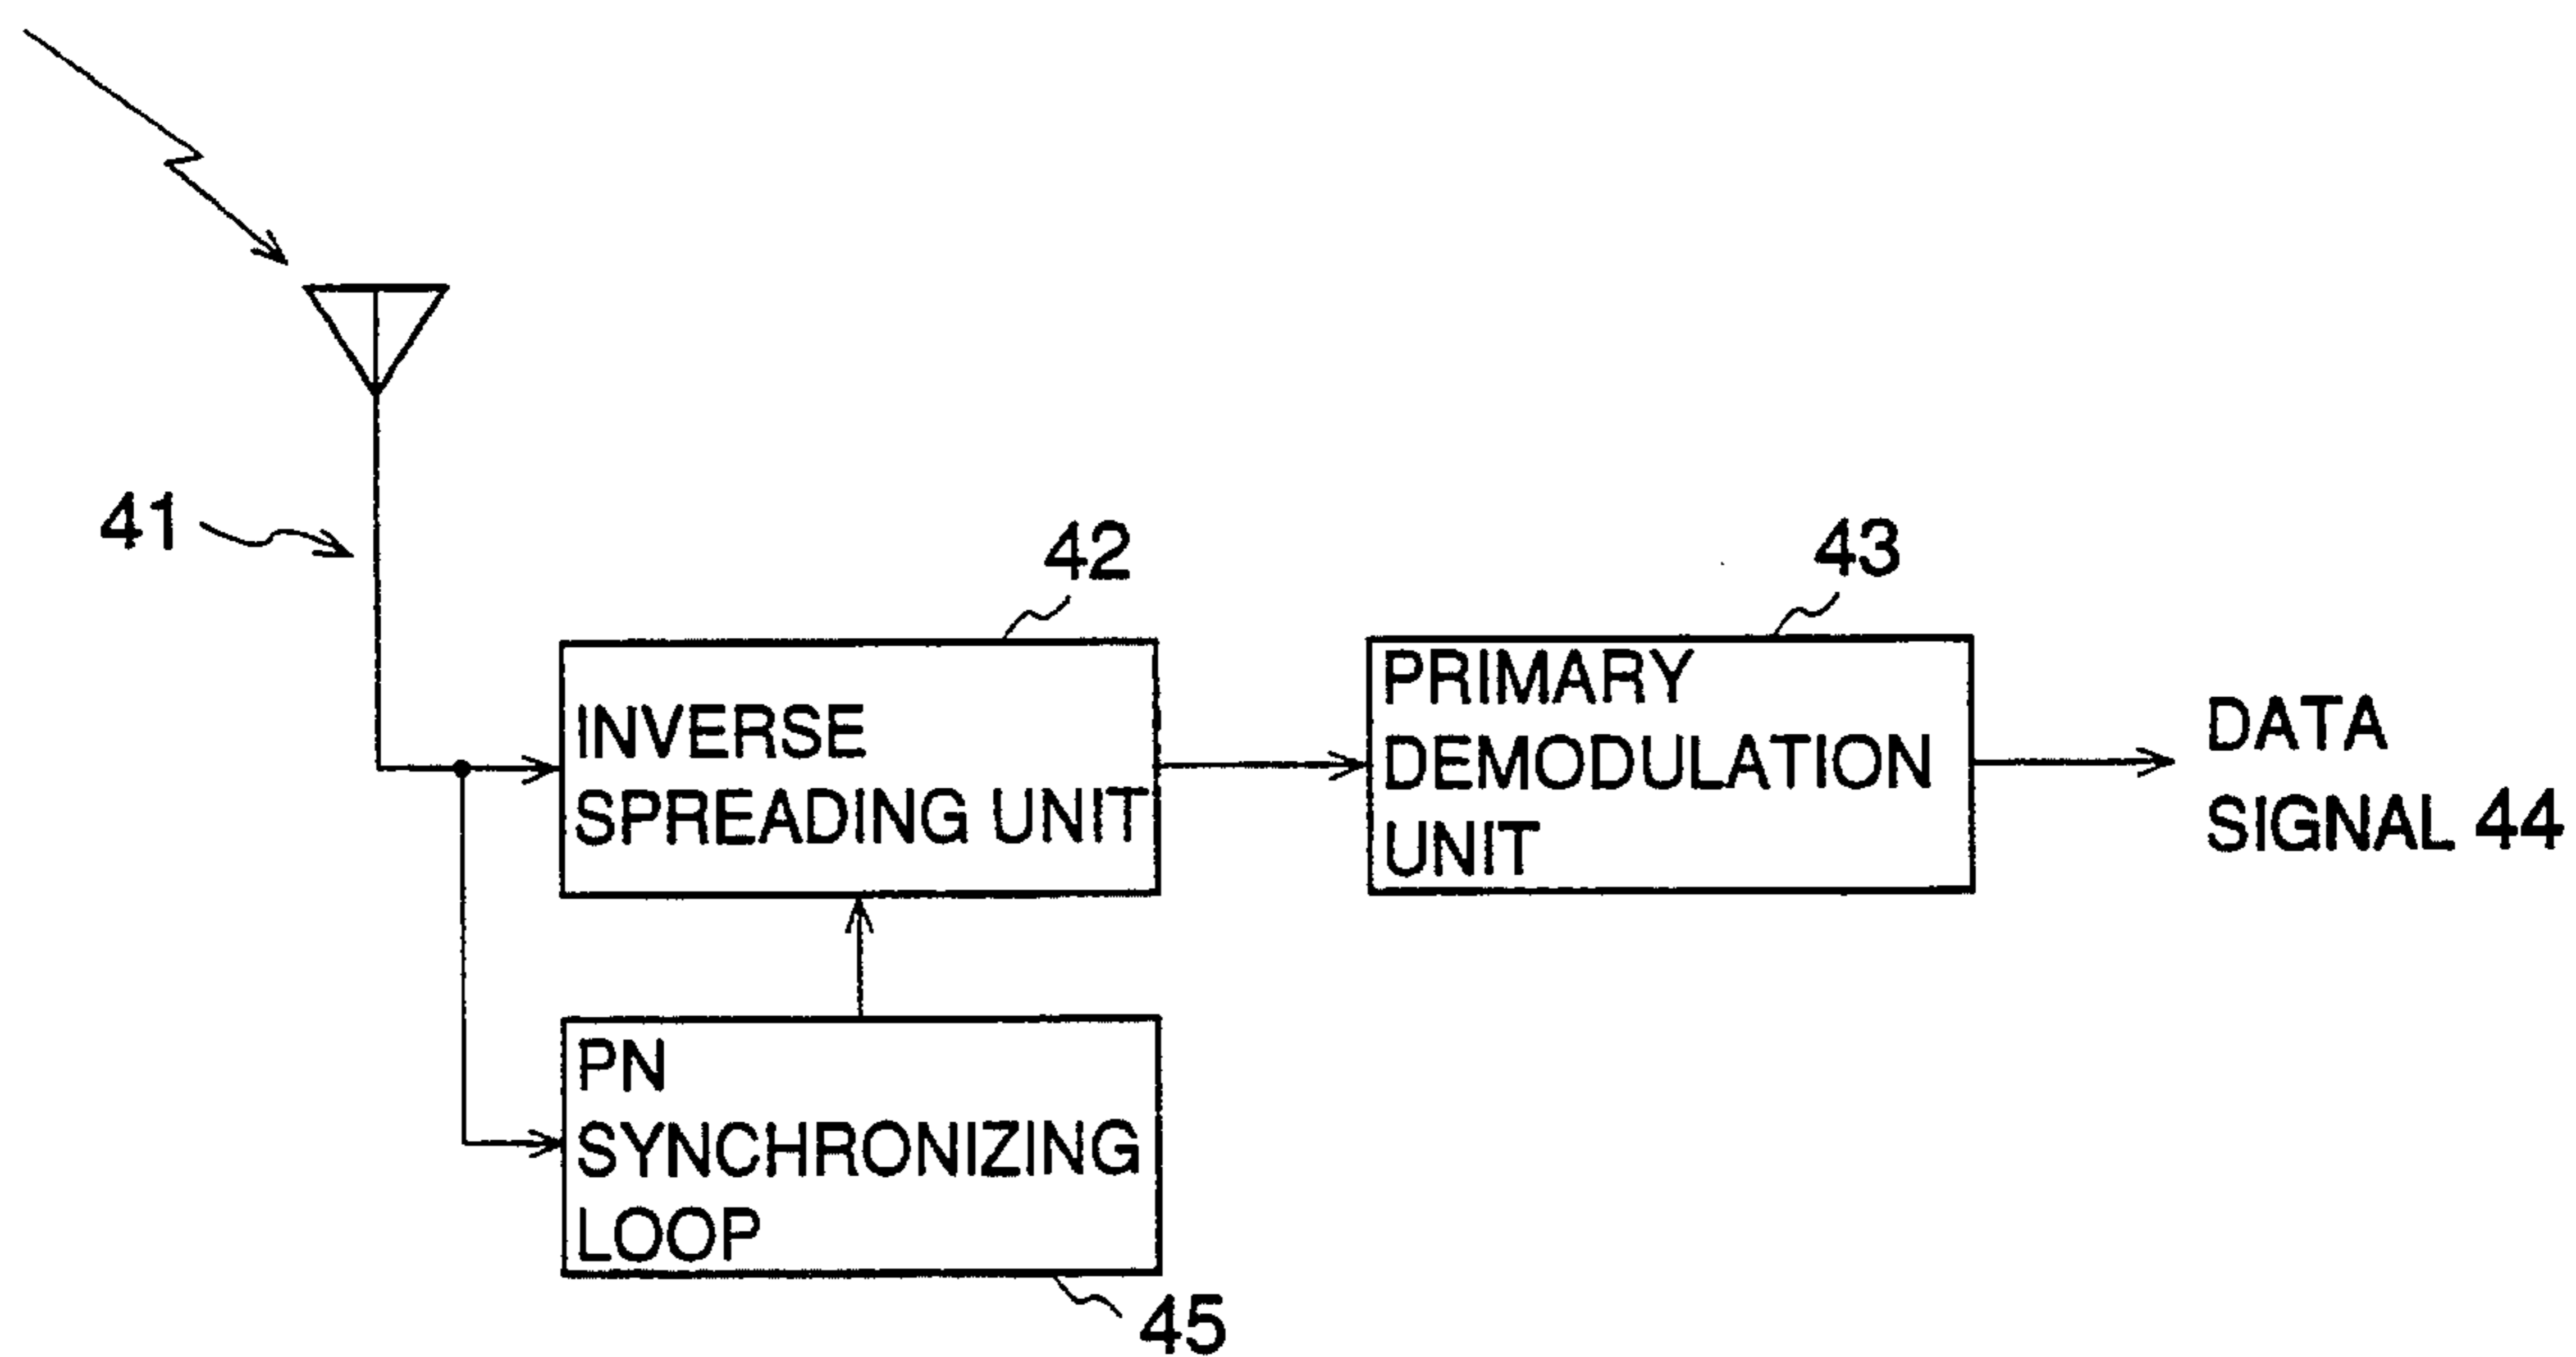 41
42
43
INVERSE
SPREADING UNIT
PRIMARY
DEMODULATION
UNIT
DATA
SIGNAL 44
PN
SYNCHRONIZING
LOOP
45